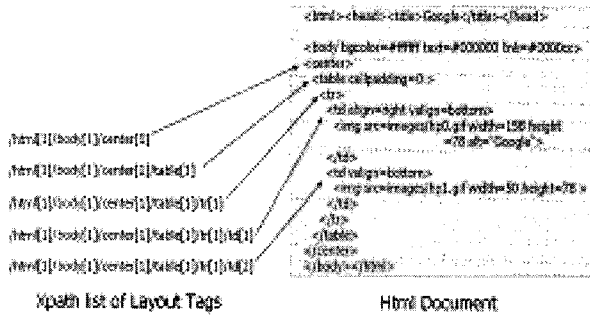 <html><head><title>Google</title></head>
<body bgcolor=#ffffff text=#000000 link=#0000cc>
<center>
<table cellpadding=0 >
<tr>
<td align=right valign=bottom>
<img src=images/hp0.gif width=158 height
=78 alt="Google">
</td>
<td valign=bottom>
<img src=images/hp1.gif width=50 height=78 >
</td>
</tr>
</table>
</center>
</body></html>
/html[1]/body[1]/center[1]
/html[1]/body[1]/center[1]/table[1]
/html[1]/body[1]/center[1]/table[1]/tr[1]
/html[1]/body[1]/center[1]/table[1]/tr[1]/td[1]
/html[1]/body[1]/center[1]/table[1]/tr[1]/td[2]
Xpath list of Layout Tags
Html Document